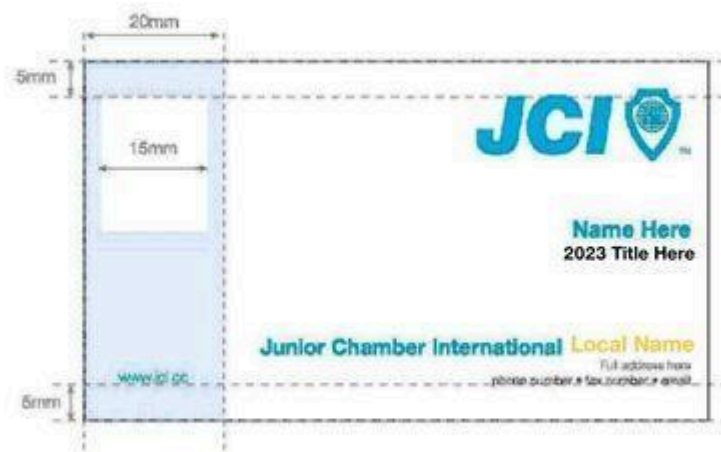 20mm
5mm
JCI
TM
15mm
Name Here
2023 Title Here
Junior Chamber International Local Name
Full address here
www.jci.cc
phone number • fax number • email
5mm